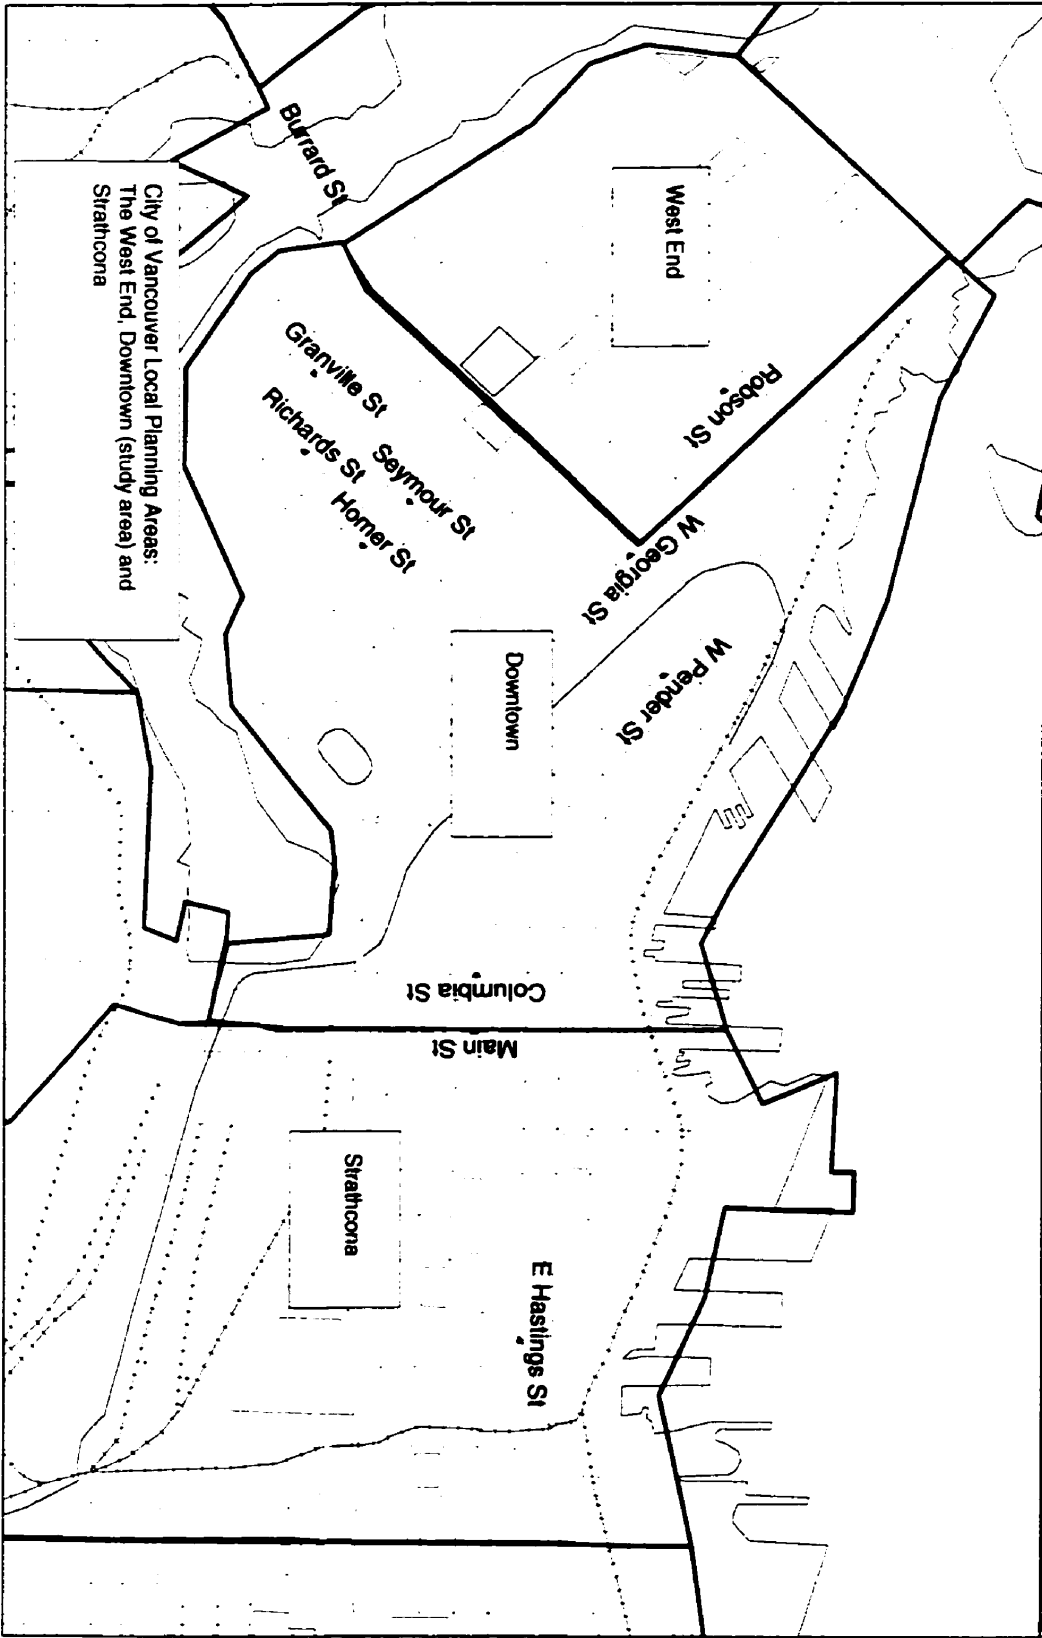 West End
Robson St
Burrard St
W Georgia St
Granville St
Seymour St
Richards St
Homer St
W Pender St
Downtown
Columbia St
Main St
E Hastings St
Strathcona
City of Vancouver Local Planning Areas:
The West End, Downtown (study area) and
Strathcona